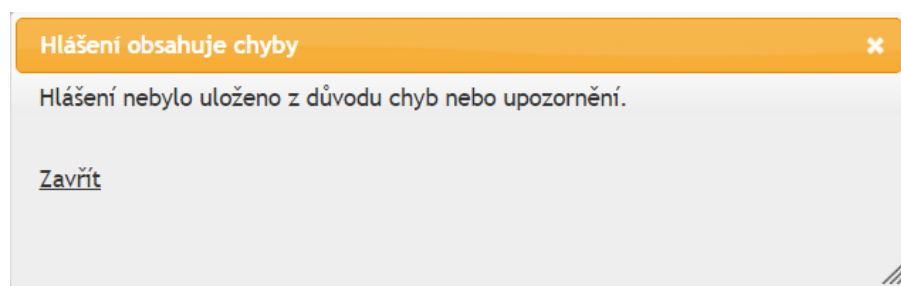 Hlášení obsahuje chyby
Hlášení nebylo uloženo z důvodu chyb nebo upozornění.
Zavřít